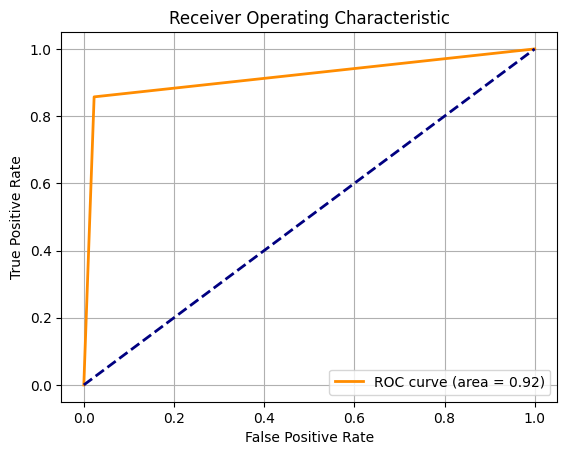 Receiver Operating Characteristic
True Positive Rate
1.0
0.8
0.6
0.4
0.2
0.0
ROC curve (area = 0.92)
0.0 0.2 0.4 0.6 0.8 1.0
False Positive Rate